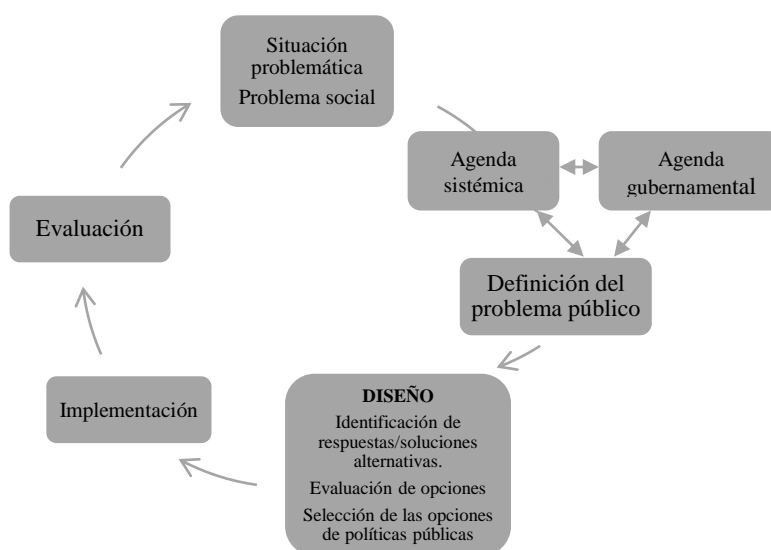 Situación
problemática
Problema social
Agenda
sistémica
Agenda
gubernamental
Definición del
problema público
DISEÑO
Identificación de
respuestas/soluciones
alternativas.
Evaluación de opciones
Selección de las opciones
de políticas públicas
Implementación
Evaluación